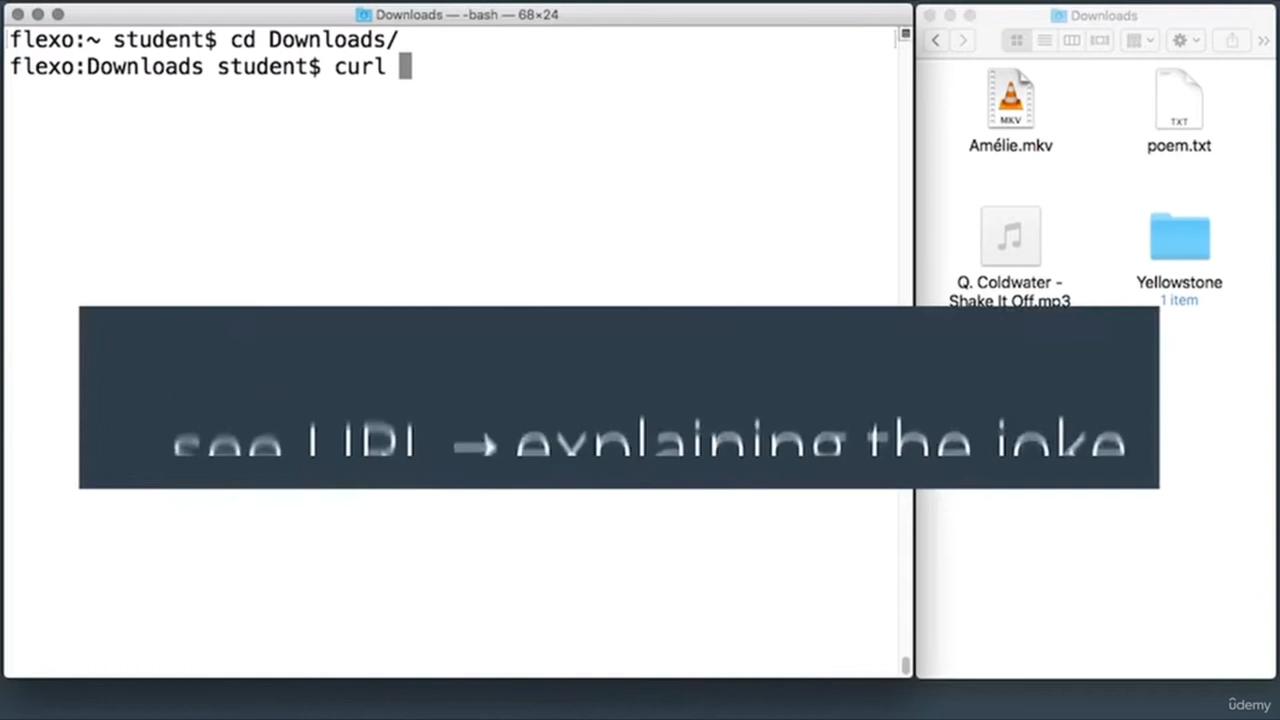 Downloads — -bash — 68×24
flexo:~ student$ cd Downloads/
flexo:Downloads student$ curl
Downloads
MKV
Amélie.mkv
TXT
poem.txt
Q. Coldwater -
Shake It Off.mp3
Yellowstone
1 item
see URL → explaining the joke
ûdemy